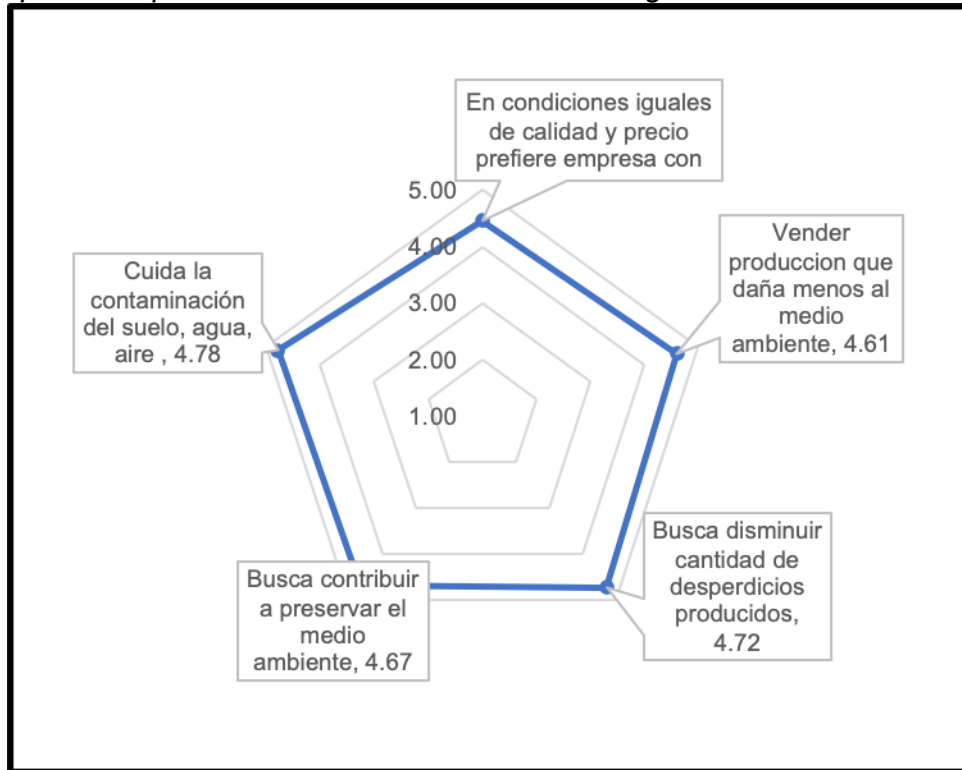 En condiciones iguales
de calidad y precio
prefiere empresa con
5.00
4.00
3.00
2.00
1.00
Vender
produccion que
daña menos al
medio
ambiente, 4.61
Cuida la
contaminación
del suelo, agua,
aire , 4.78
Busca disminuir
cantidad de
desperdicios
producidos,
4.72
Busca contribuir
a preservar el
medio
ambiente, 4.67